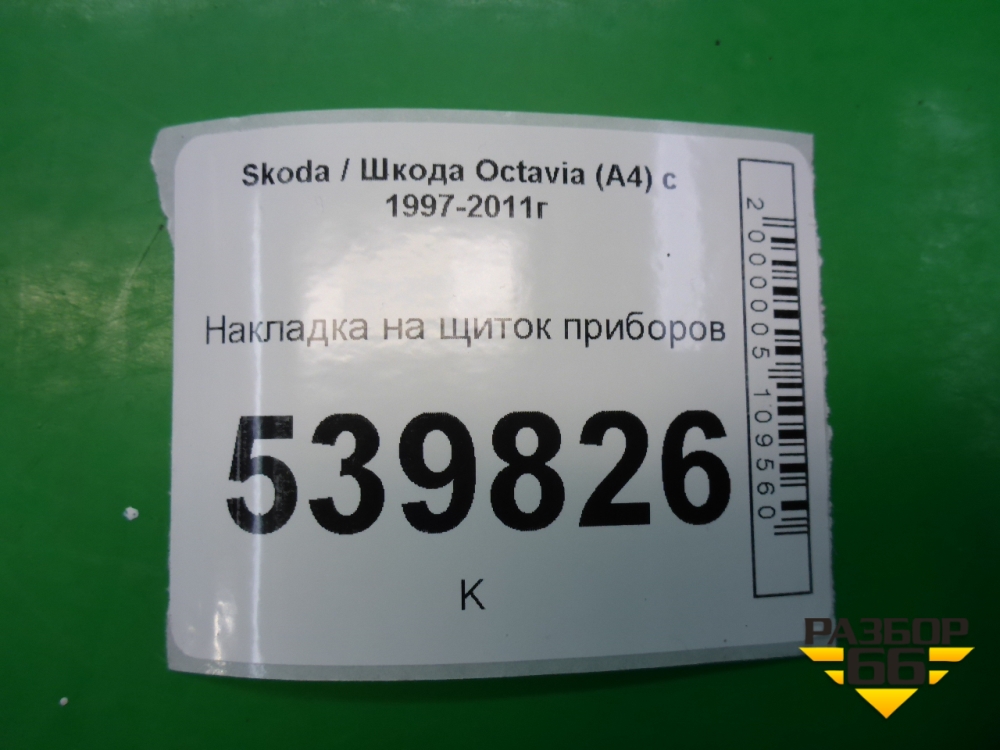 Skoda / Шкода Octavia (A4) с
1997-2011г
Накладка на щиток приборов
539826
К
2000005109560
РАЗБОР
66